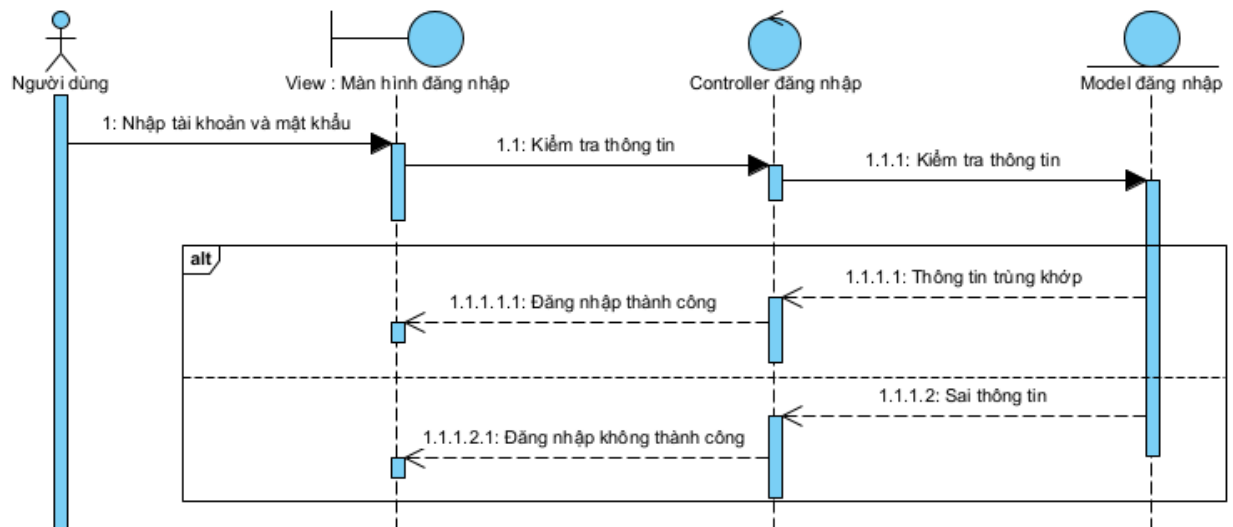 Người dùng
View : Màn hình đăng nhập
Controller đăng nhập
Model đăng nhập
1: Nhập tài khoản và mật khẩu
1.1: Kiểm tra thông tin
1.1.1: Kiểm tra thông tin
alt
1.1.1.1: Thông tin trùng khớp
1.1.1.1.1: Đăng nhập thành công
1.1.1.2: Sai thông tin
1.1.1.2.1: Đăng nhập không thành công